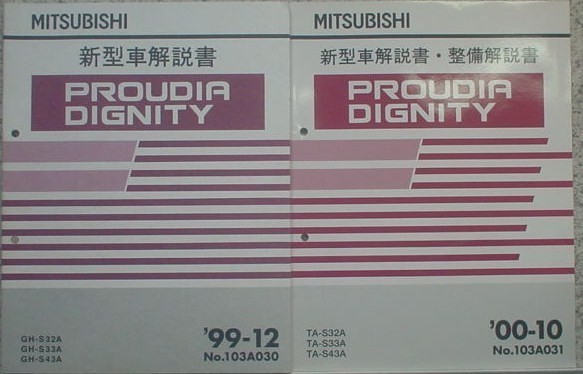 MITSUBISHI
新型車解説書
PROUDIA
DIGNITY
GH-S32A
GH-S33A
GH-S43A
'99-12
No.103A030
MITSUBISHI
新型車解説書・整備解説書
PROUDIA
DIGNITY
TA-S32A
TA-S33A
TA-S43A
'00-10
No.103A031